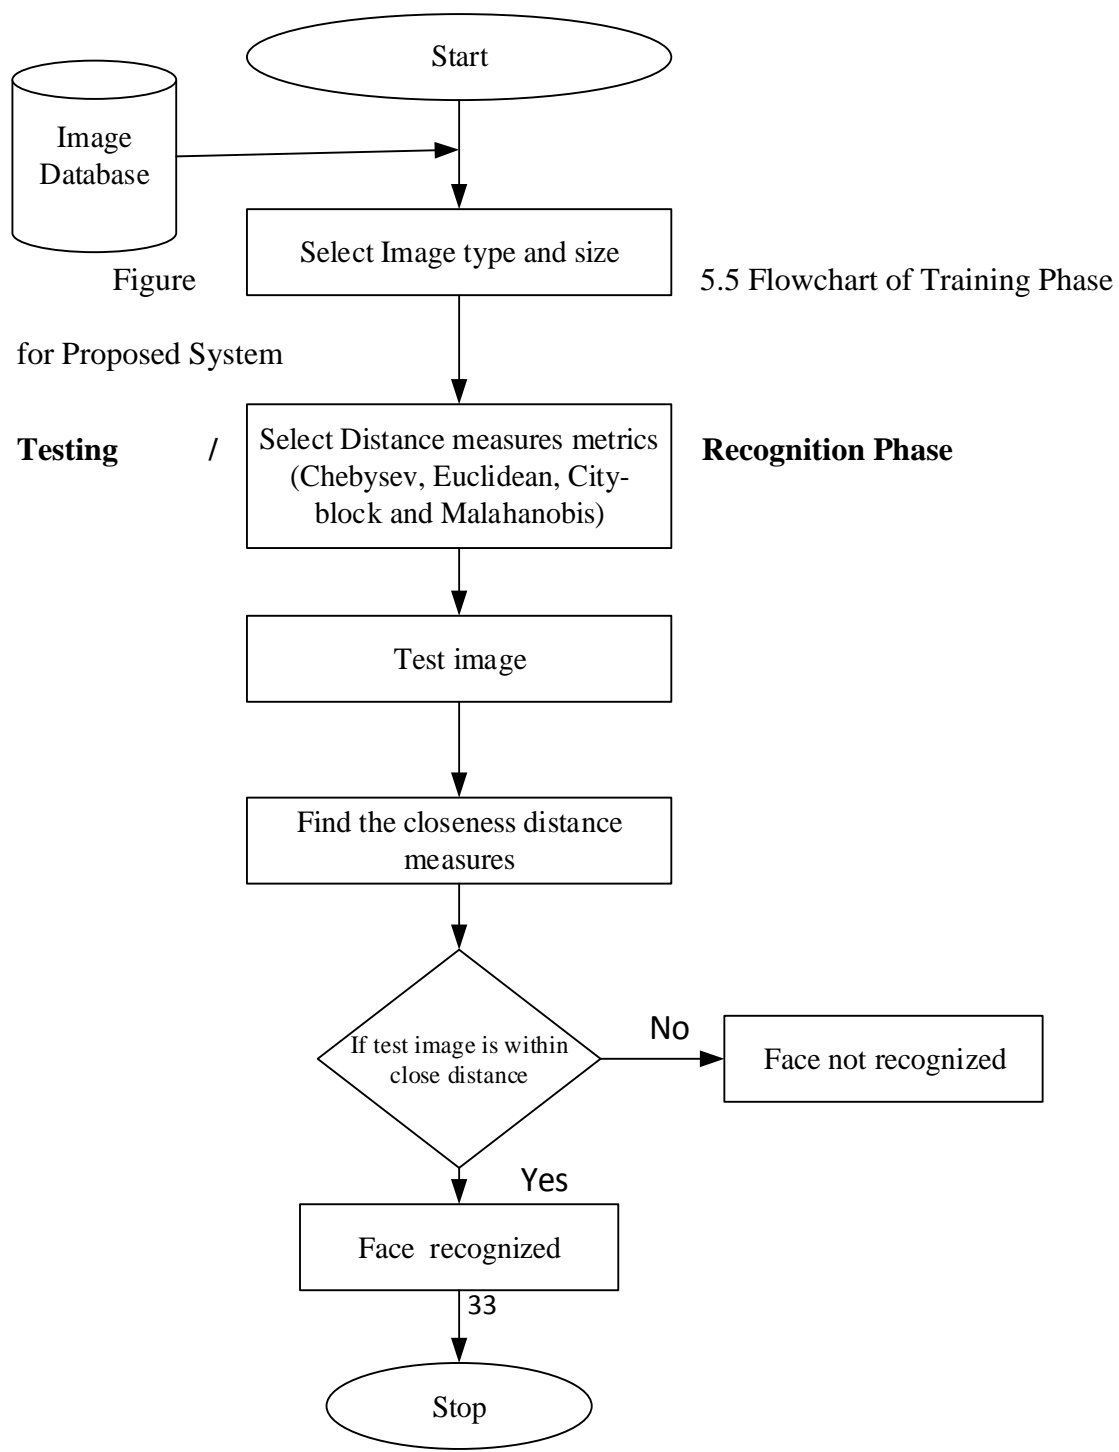 Start
Image
Database
Select Image type and size
Figure 5.5 Flowchart of Training Phase
for Proposed System
Testing / Recognition Phase
Select Distance measures metrics
(Chebysev, Euclidean, City-
block and Malahanobis)
Test image
Find the closeness distance
measures
If test image is within
close distance
No
Face not recognized
Yes
Face recognized
33
Stop